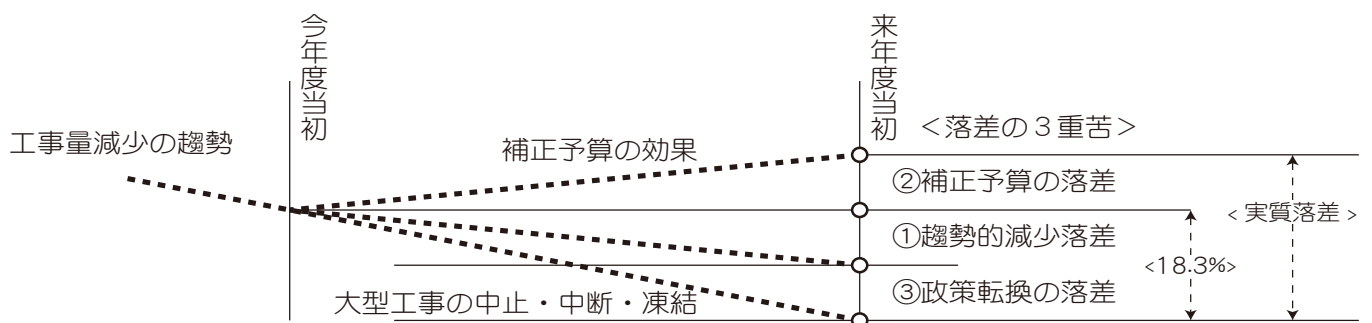 今年度当初
来年度当初
工事量減少の趨勢
補正予算の効果
＜落差の３重苦＞
②補正予算の落差
①趨勢的減少落差
＜実質落差＞
<18.3%>
③政策転換の落差
大型工事の中止・中断・凍結